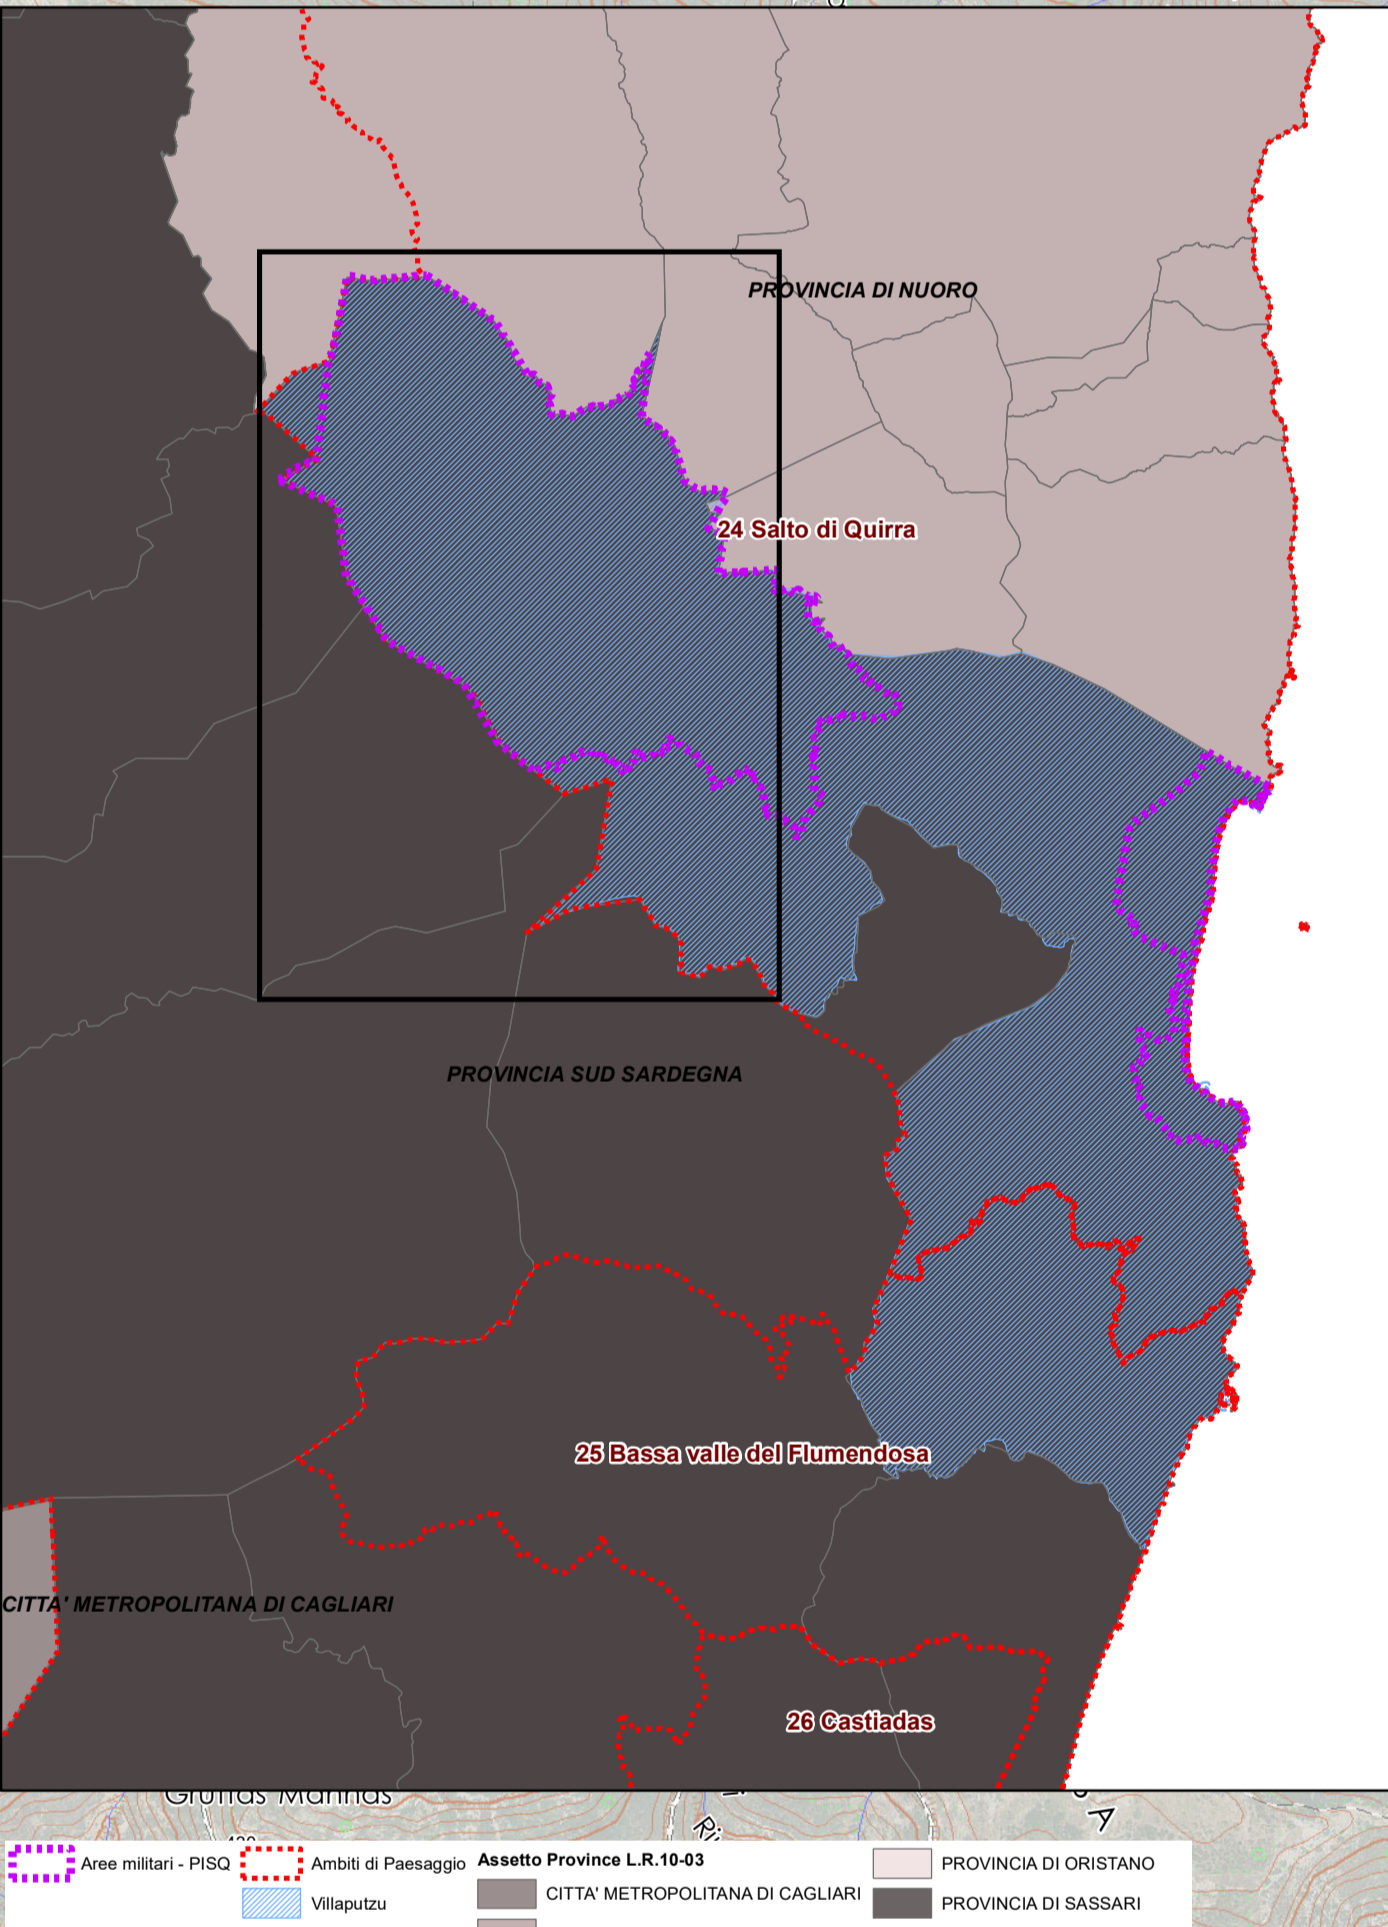 PROVINCIA DI NUORO
24 Salto di Quirra
PROVINCIA SUD SARDEGNA
25 Bassa valle del Flumendosa
CITTA' METROPOLITANA DI CAGLIARI
26 Castiadas
Gruttas Marinas
A
Aree militari - PISQ
Ambiti di Paesaggio
Villaputzu
Assetto Province L.R.10-03
CITTA' METROPOLITANA DI CAGLIARI
PROVINCIA DI ORISTANO
PROVINCIA DI SASSARI